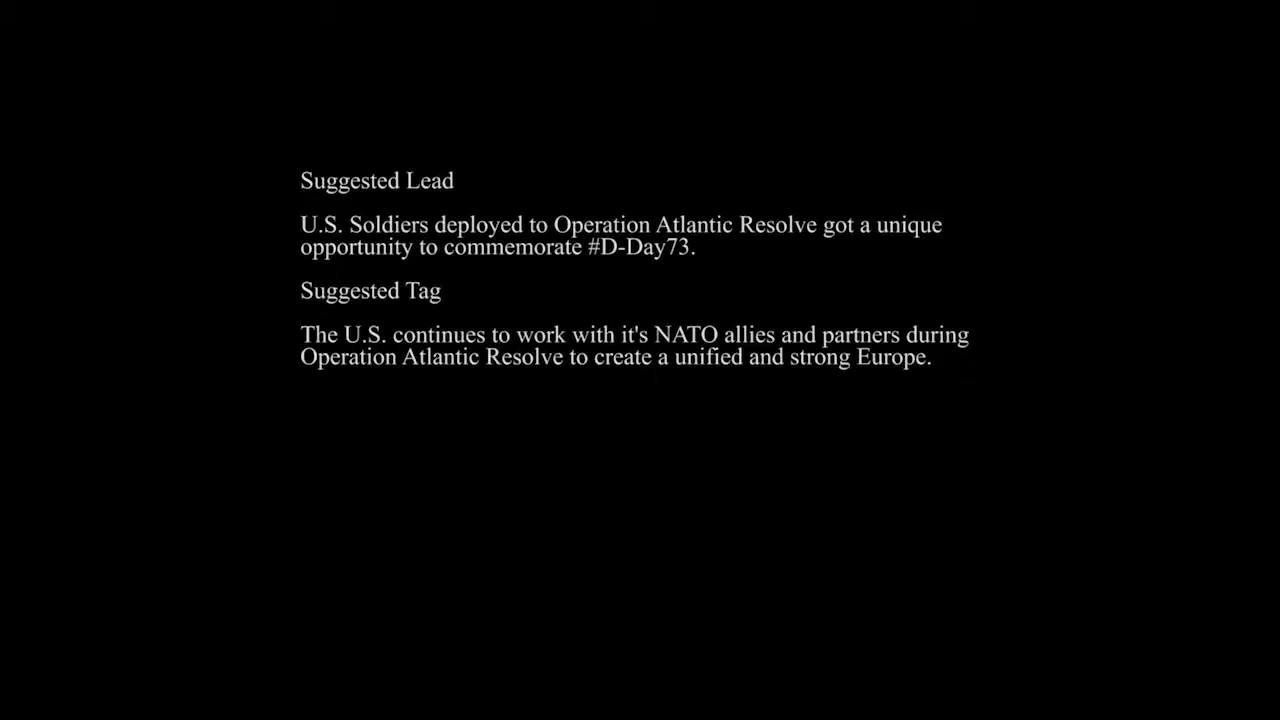 Suggested Lead
U.S. Soldiers deployed to Operation Atlantic Resolve got a unique
opportunity to commemorate #D-Day73.
Suggested Tag
The U.S. continues to work with it's NATO allies and partners during
Operation Atlantic Resolve to create a unified and strong Europe.